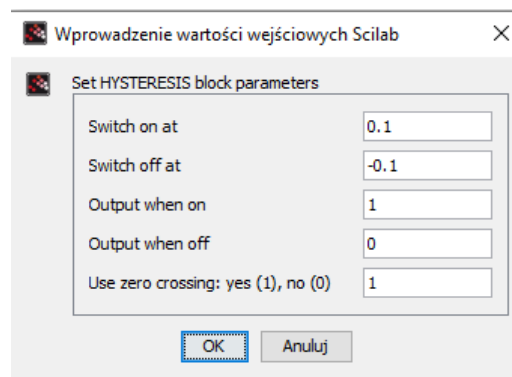 Wprowadzenie wartości wejściowych Scilab
Set HYSTERESIS block parameters
Switch on at 0.1
Switch off at -0.1
Output when on 1
Output when off 0
Use zero crossing: yes (1), no (0) 1
OK Anuluj